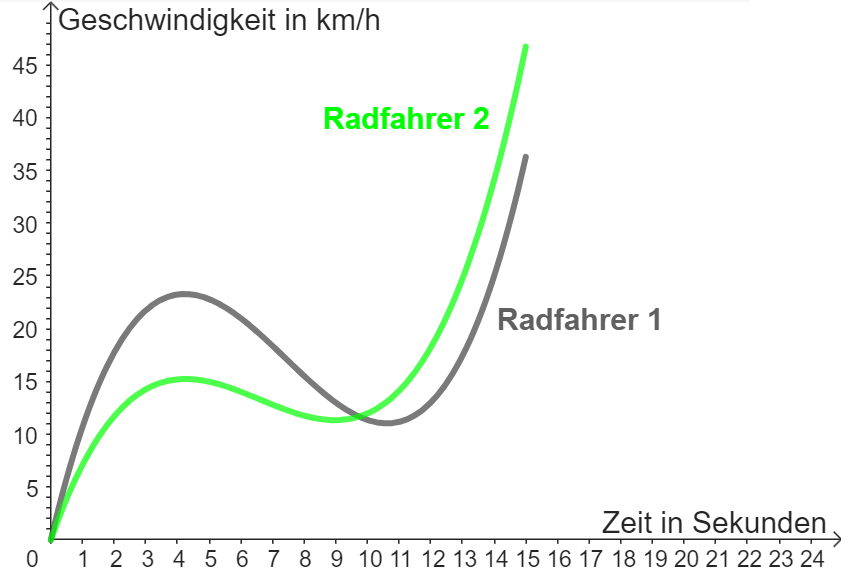 Geschwindigkeit in km/h
45
40
Radfahrer 2
35
30
25
20
Radfahrer 1
15
10
5
Zeit in Sekunden
0 1 2 3 4 5 6 7 8 9 10 11 12 13 14 15 16 17 18 19 20 21 22 23 24